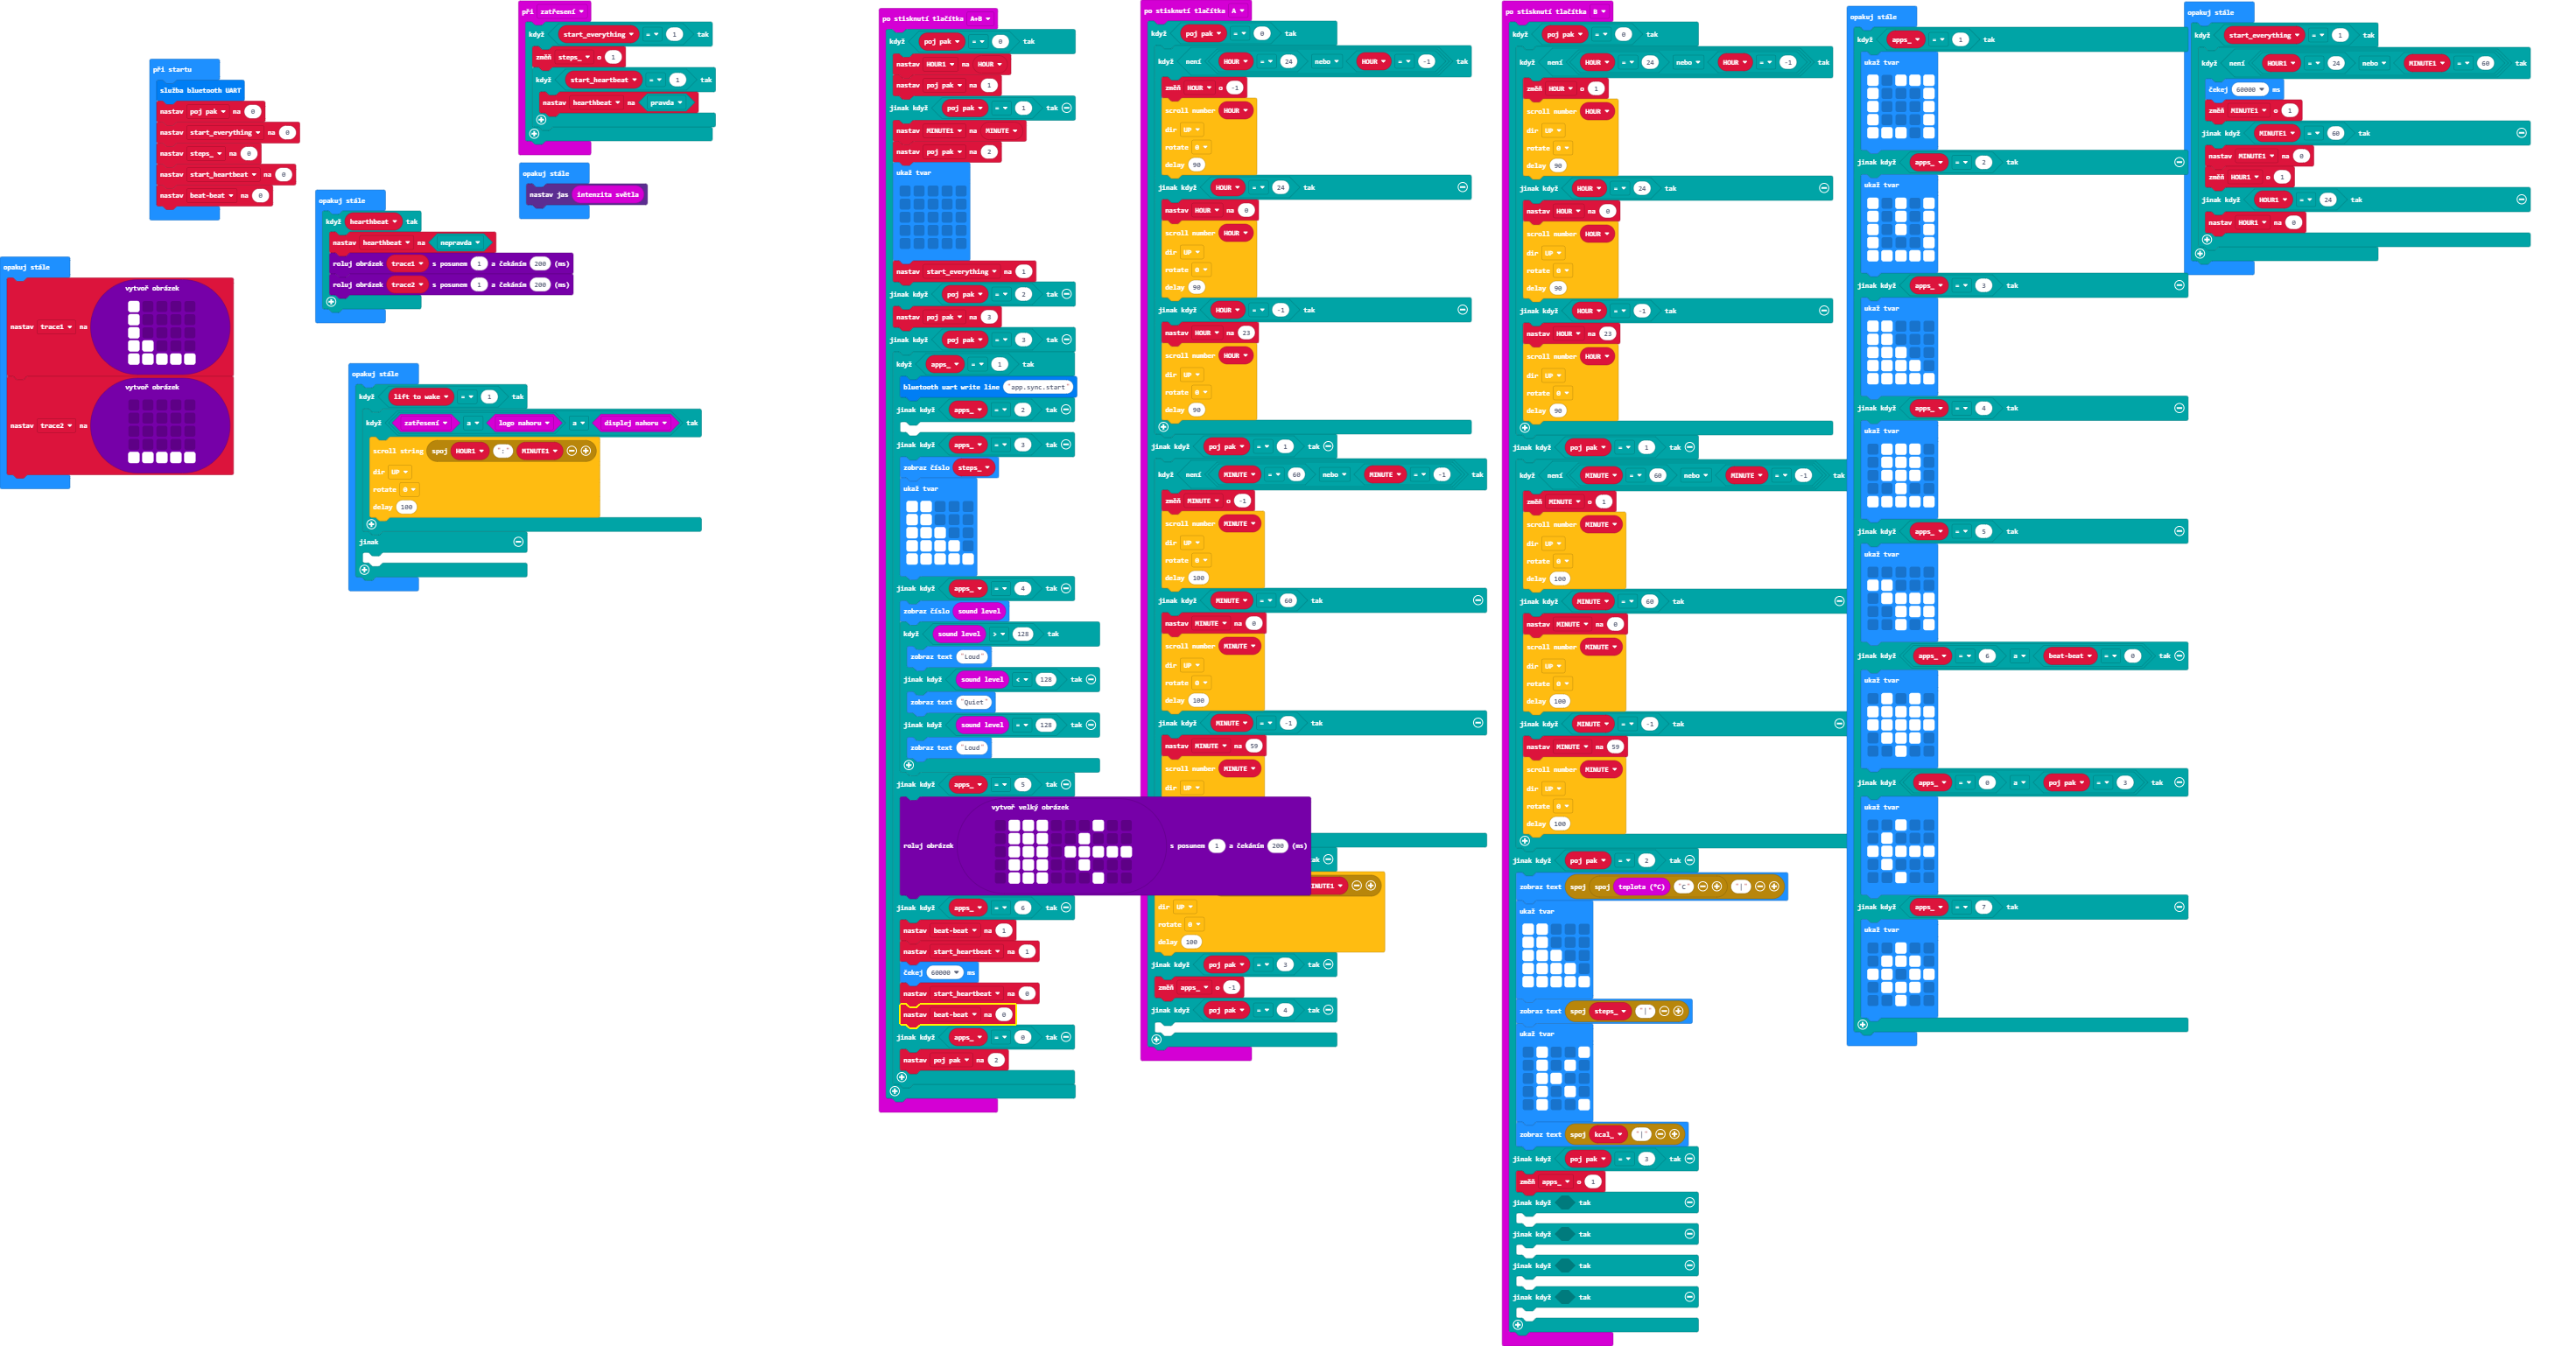 při startu
služba bluetooth UART
nastav poj pak na 0
nastav start_everything na 0
nastav steps_ na 0
nastav start_heartbeat na 0
nastav beat-beat na 0
opakuj stále
nastav trace1 na
vytvoř obrázek
nastav trace2 na
vytvoř obrázek
opakuj stále
když hearthbeat tak
nastav hearthbeat na nepravda
roluj obrázek trace1 s posunem 1 a čekáním 200 (ms)
roluj obrázek trace2 s posunem 1 a čekáním 200 (ms)
opakuj stále
když lift to wake = 1 tak
když zatřesení a logo nahoru a displej nahoru tak
scroll string spoj HOUR1 ":" MINUTE1
dir UP
rotate 0
delay 100
jinak
při zatřesení
když start_everything = 1 tak
změň steps_ o 1
když start_heartbeat = 1 tak
nastav hearthbeat na pravda
opakuj stále
nastav jas intenzita světla
po stisknutí tlačítka A+B
když poj pak = 0 tak
nastav HOUR1 na HOUR
nastav poj pak na 1
jinak když poj pak = 1 tak
nastav MINUTE1 na MINUTE
nastav poj pak na 2
ukaž tvar
nastav start_everything na 1
jinak když poj pak = 2 tak
nastav poj pak na 3
jinak když poj pak = 3 tak
když apps_ = 1 tak
bluetooth uart write line "app.sync.start"
jinak když apps_ = 2 tak
jinak když apps_ = 3 tak
zobraz číslo steps_
ukaž tvar
jinak když apps_ = 4 tak
zobraz číslo sound level
když sound level > 128 tak
zobraz text "Loud"
jinak když sound level < 128 tak
zobraz text "Quiet"
jinak když sound level = 128 tak
zobraz text "Loud"
jinak když apps_ = 5 tak
roluj obrázek
vytvoř velký obrázek
s posunem 1 a čekáním 200 (ms)
jinak když apps_ = 6 tak
nastav beat-beat na 1
nastav start_heartbeat na 1
čekej 60000 ms
nastav start_heartbeat na 0
nastav beat-beat na 0
jinak když apps_ = 0 tak
nastav poj pak na 2
po stisknutí tlačítka A
když poj pak = 0 tak
když není HOUR = 24 nebo HOUR = -1 tak
změň HOUR o -1
scroll number HOUR
dir UP
rotate 0
delay 90
jinak když HOUR = 24 tak
nastav HOUR na 0
scroll number HOUR
dir UP
rotate 0
delay 90
jinak když HOUR = -1 tak
nastav HOUR na 23
scroll number HOUR
dir UP
rotate 0
delay 90
jinak když poj pak = 1 tak
když není MINUTE = 60 nebo MINUTE = -1 tak
změň MINUTE o -1
scroll number MINUTE
dir UP
rotate 0
delay 100
jinak když MINUTE = 60 tak
nastav MINUTE na 0
scroll number MINUTE
dir UP
rotate 0
delay 100
jinak když MINUTE = -1 tak
nastav MINUTE na 59
scroll number MINUTE
dir UP
dir UP
rotate 0
delay 100
jinak když poj pak = 3 tak
změň apps_ o -1
jinak když poj pak = 4 tak
po stisknutí tlačítka B
když poj pak = 0 tak
když není HOUR = 24 nebo HOUR = -1 tak
změň HOUR o 1
scroll number HOUR
dir UP
rotate 0
delay 90
jinak když HOUR = 24 tak
nastav HOUR na 0
scroll number HOUR
dir UP
rotate 0
delay 90
jinak když HOUR = -1 tak
nastav HOUR na 23
scroll number HOUR
dir UP
rotate 0
delay 90
jinak když poj pak = 1 tak
když není MINUTE = 60 nebo MINUTE = -1 tak
změň MINUTE o 1
scroll number MINUTE
dir UP
rotate 0
delay 100
jinak když MINUTE = 60 tak
nastav MINUTE na 0
scroll number MINUTE
dir UP
rotate 0
delay 100
jinak když MINUTE = -1 tak
nastav MINUTE na 59
scroll number MINUTE
dir UP
rotate 0
delay 100
jinak když poj pak = 2 tak
zobraz text spoj spoj teplota (°C) "C" "|"
ukaž tvar
zobraz text spoj steps_ "|"
ukaž tvar
zobraz text spoj kcal_ "|"
jinak když poj pak = 3 tak
změň apps_ o 1
jinak když tak
jinak když tak
jinak když tak
jinak když tak
opakuj stále
když apps_ = 1 tak
ukaž tvar
jinak když apps_ = 2 tak
ukaž tvar
jinak když apps_ = 3 tak
ukaž tvar
jinak když apps_ = 4 tak
ukaž tvar
jinak když apps_ = 5 tak
ukaž tvar
jinak když apps_ = 6 a beat-beat = 0 tak
ukaž tvar
jinak když apps_ = 0 a poj pak = 3 tak
ukaž tvar
jinak když apps_ = 7 tak
ukaž tvar
opakuj stále
když start_everything = 1 tak
když není HOUR1 = 24 nebo MINUTE1 = 60 tak
čekej 60000 ms
změň MINUTE1 o 1
jinak když MINUTE1 = 60 tak
nastav MINUTE1 na 0
změň HOUR1 o 1
jinak když HOUR1 = 24 tak
nastav HOUR1 na 0